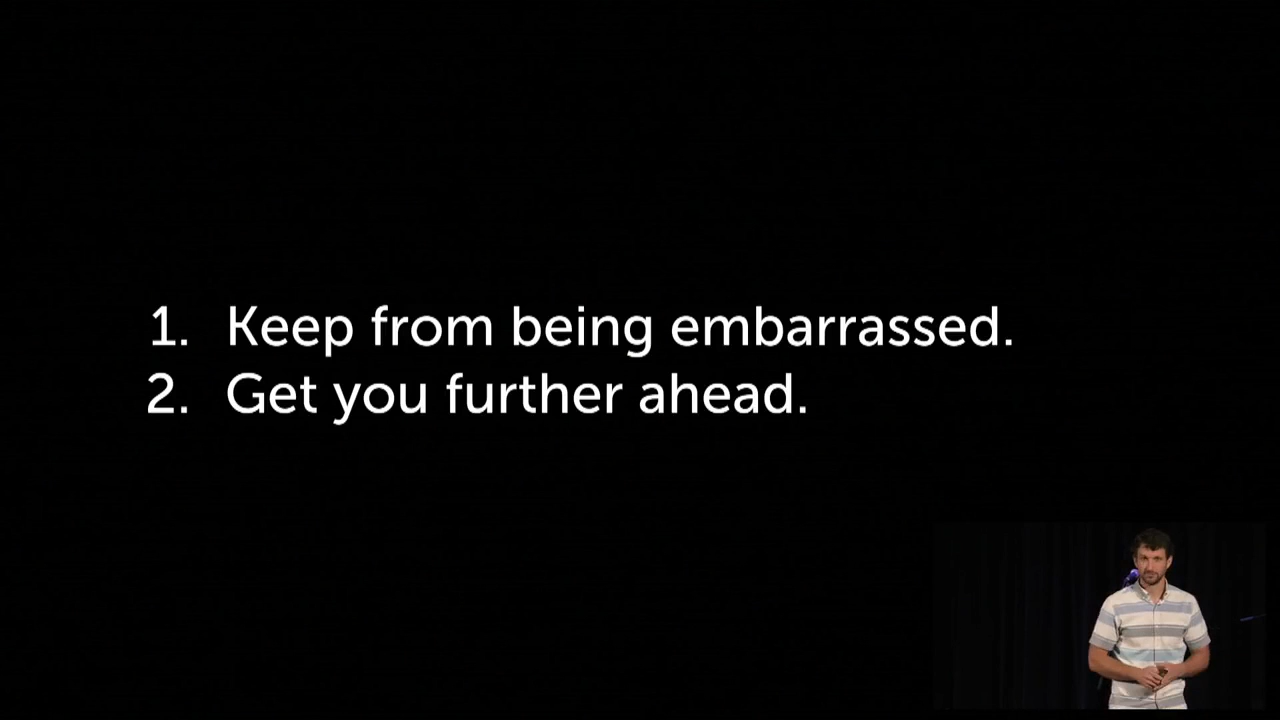 1. Keep from being embarrassed.
2. Get you further ahead.